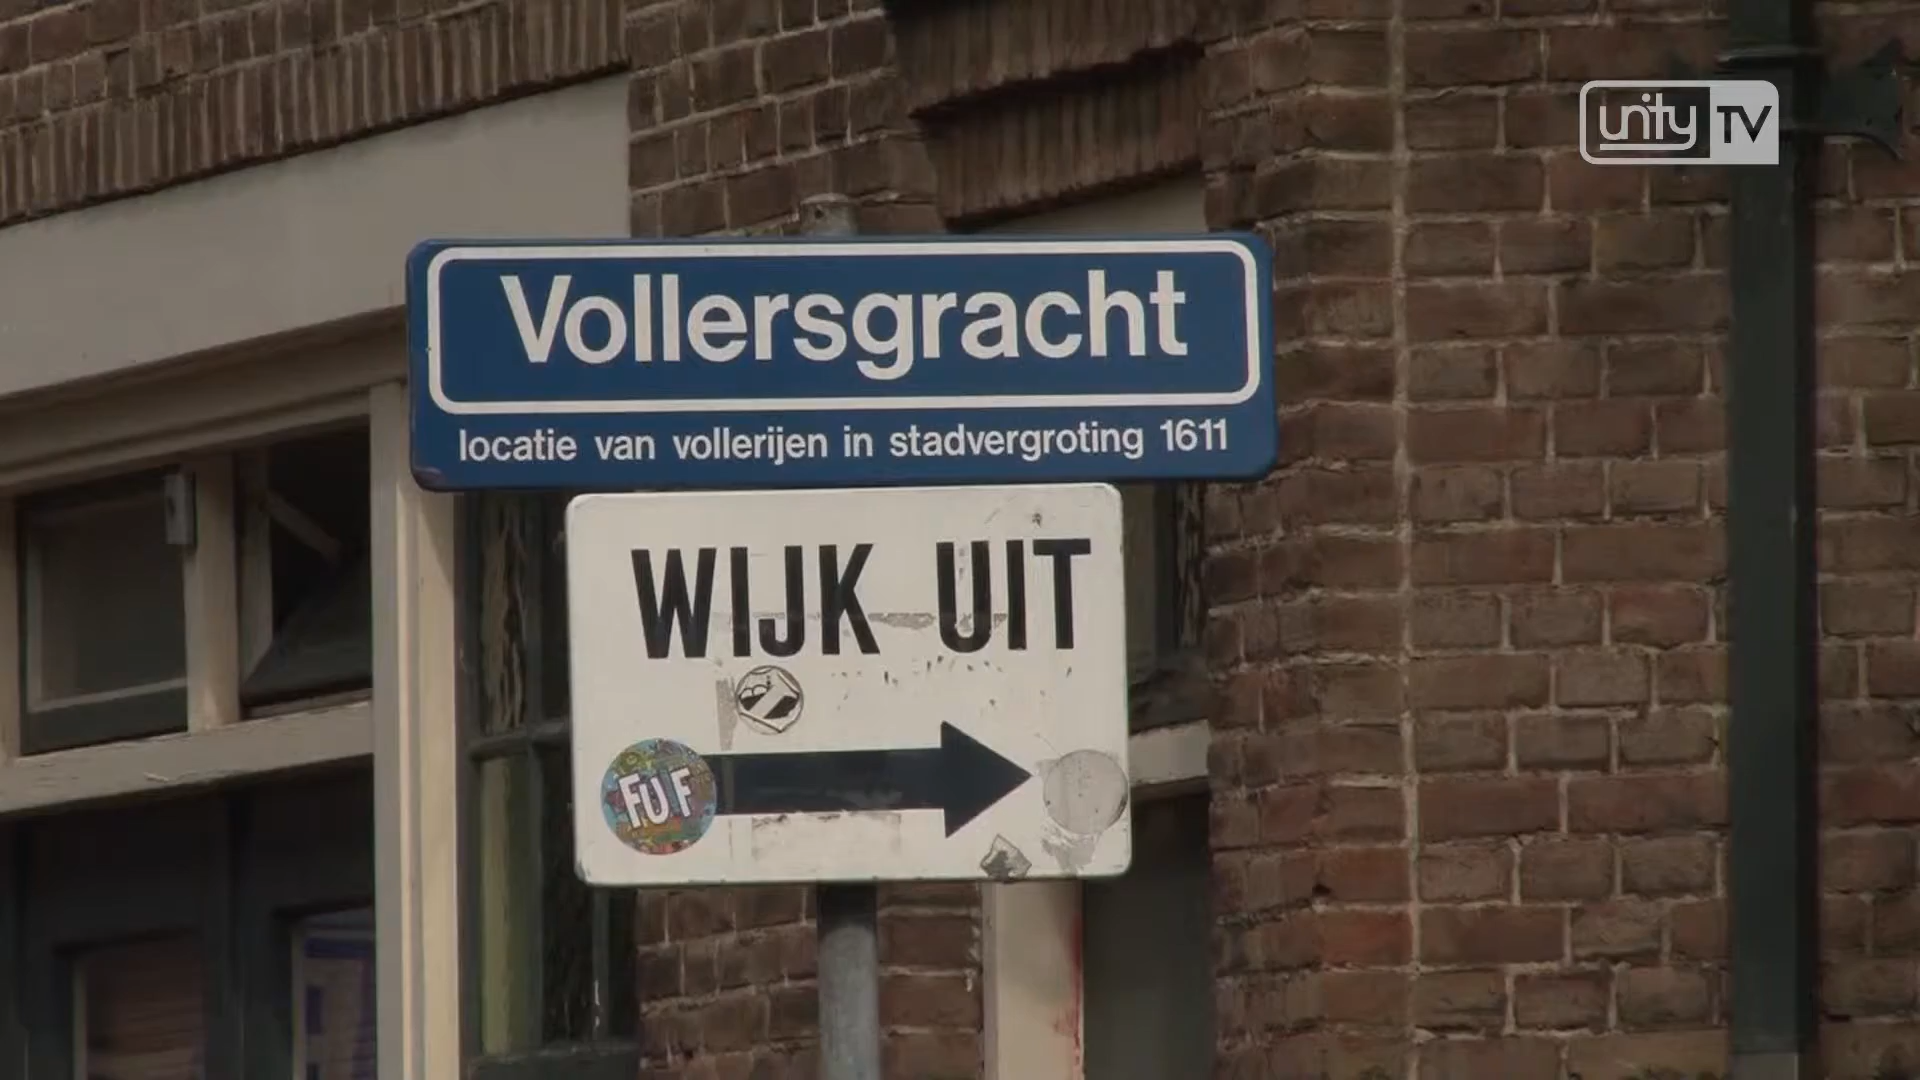 unity TV
Vollersgracht
locatie van vollerijen in stadvergroting 1611
WIJK UIT
F.U F